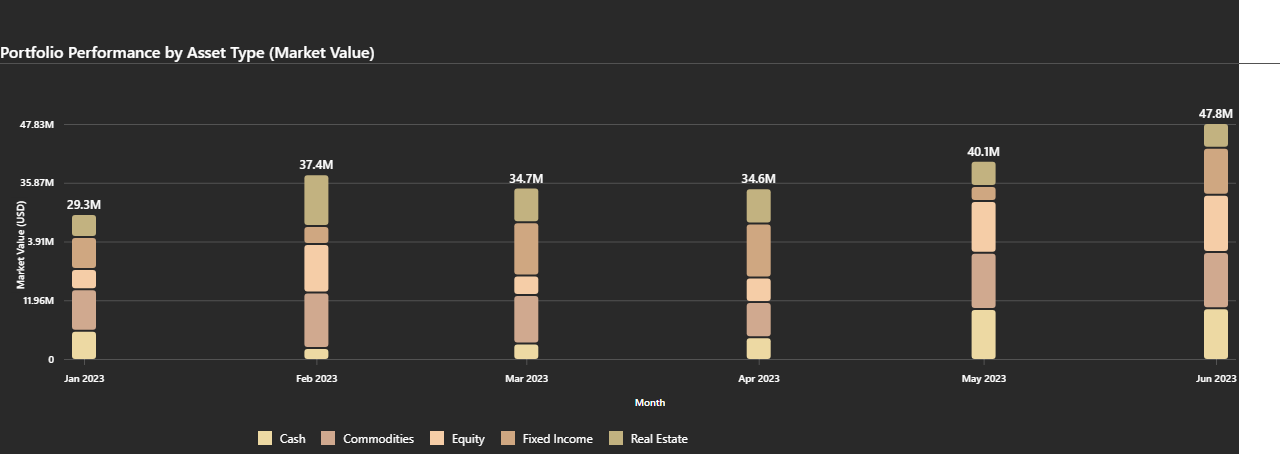 Portfolio Performance by Asset Type (Market Value)
47.83M
35.87M
3.91M
11.96M
0
Market Value (USD)
29.3M
37.4M
34.7M
34.6M
40.1M
47.8M
Jan 2023
Feb 2023
Mar 2023
Apr 2023
May 2023
Jun 2023
Month
Cash
Commodities
Equity
Fixed Income
Real Estate